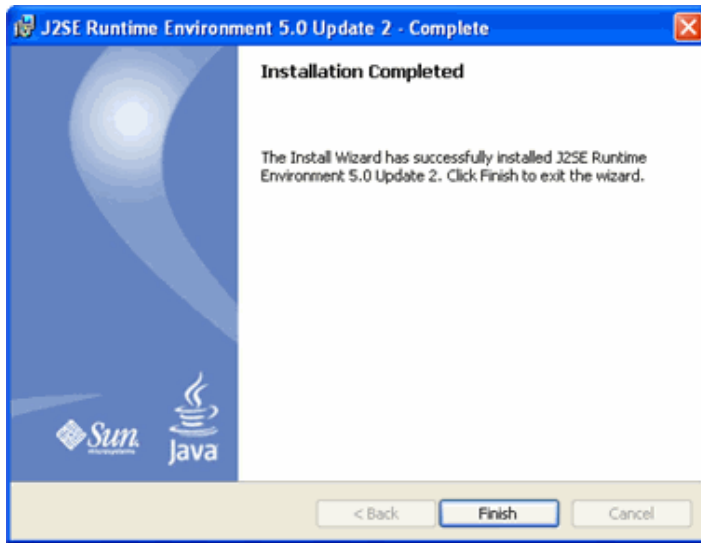 J2SE Runtime Environment 5.0 Update 2 - Complete
Installation Completed
The Install Wizard has successfully installed J2SE Runtime
Environment 5.0 Update 2. Click Finish to exit the wizard.
Sun
microsystems
Java
< Back
Finish
Cancel